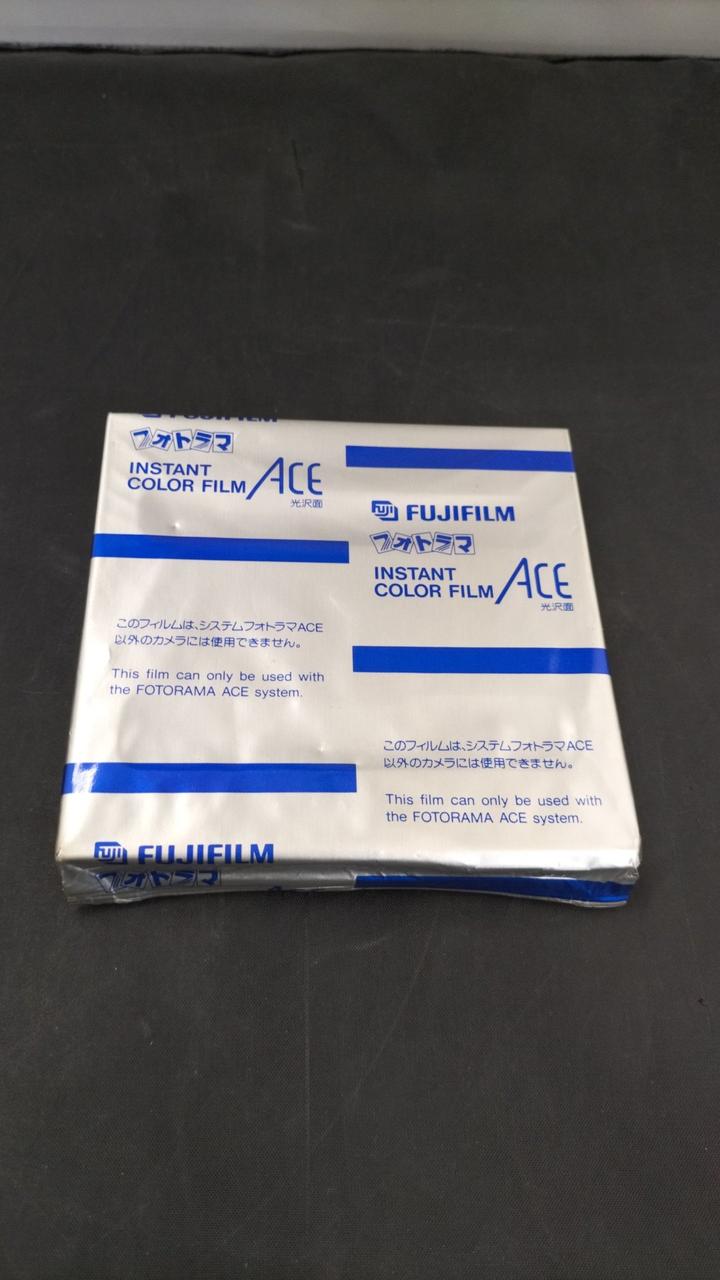 FUJIFILM
フォトラマ
INSTANT
COLOR FILM ACE
光沢面
このフィルムは、システムフォトラマACE
以外のカメラには使用できません。
This film can only be used with
the FOTORAMA ACE system.
Fuji FUJIFILM
フォトラマ
Fuji FUJIFILM
フォトラマ
INSTANT
COLOR FILM ACE
光沢面
このフィルムは、システムフォトラマACE
以外のカメラには使用できません。
This film can only be used with
the FOTORAMA ACE system.